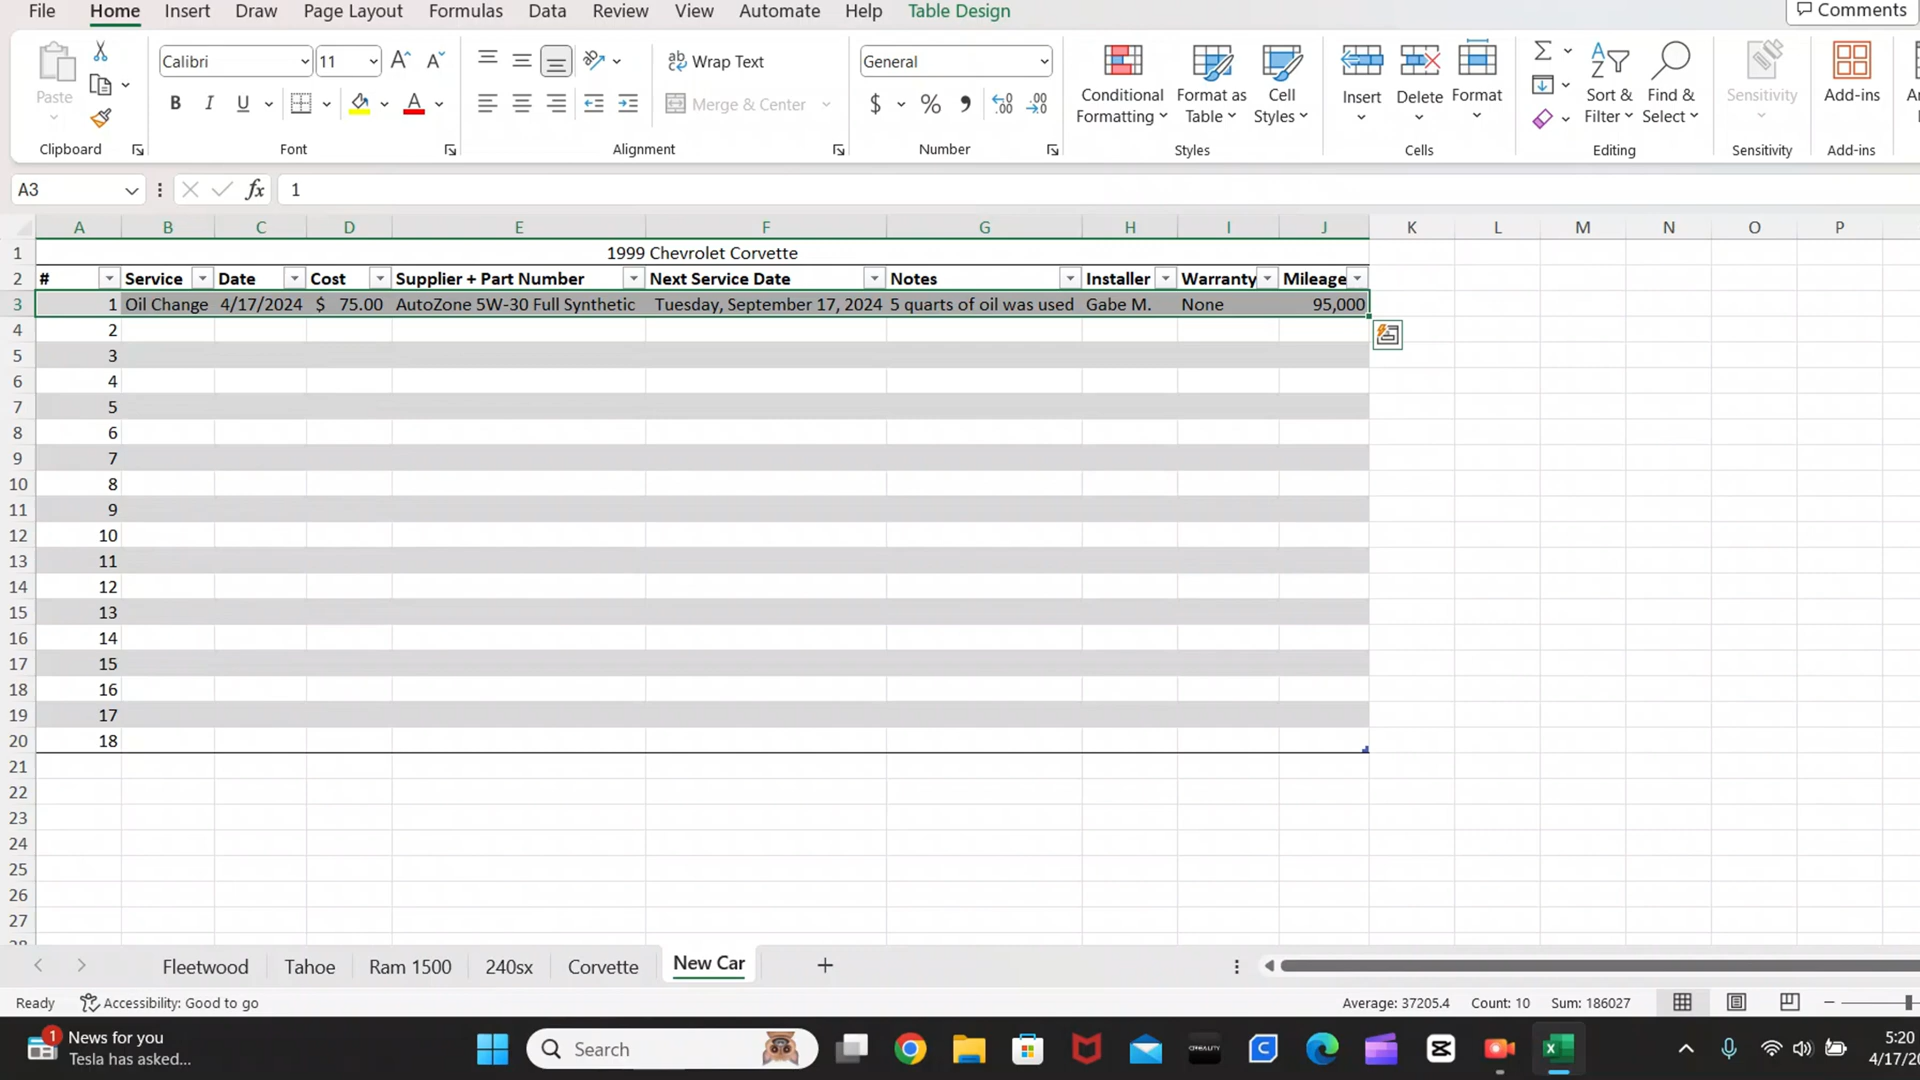 File Home Insert Draw Page Layout Formulas Data Review View Automate Help Table Design Comments
Calibri 11 Wrap Text General
Paste B I U Merge & Center $ % Conditional Formatting Format as Table Cell Styles Insert Delete Format Sort & Filter Find & Select Sensitivity Add-ins
Clipboard Font Alignment Number Styles Cells Editing Sensitivity Add-ins
A3 fx 1
A B C D E F G H I J K L M N O P
1 1999 Chevrolet Corvette
2 # Service Date Cost Supplier + Part Number Next Service Date Notes Installer Warranty Mileage
3 1 Oil Change 4/17/2024 $ 75.00 AutoZone 5W-30 Full Synthetic Tuesday, September 17, 2024 5 quarts of oil was used Gabe M. None 95,000
4 2
5 3
6 4
7 5
8 6
9 7
10 8
11 9
12 10
13 11
14 12
15 13
16 14
17 15
18 16
19 17
20 18
21
22
23
24
25
26
27
Fleetwood Tahoe Ram 1500 240sx Corvette New Car
Ready Accessibility: Good to go Average: 37205.4 Count: 10 Sum: 186027
1 News for you Search 5:20
Tesla has asked... 4/17/20